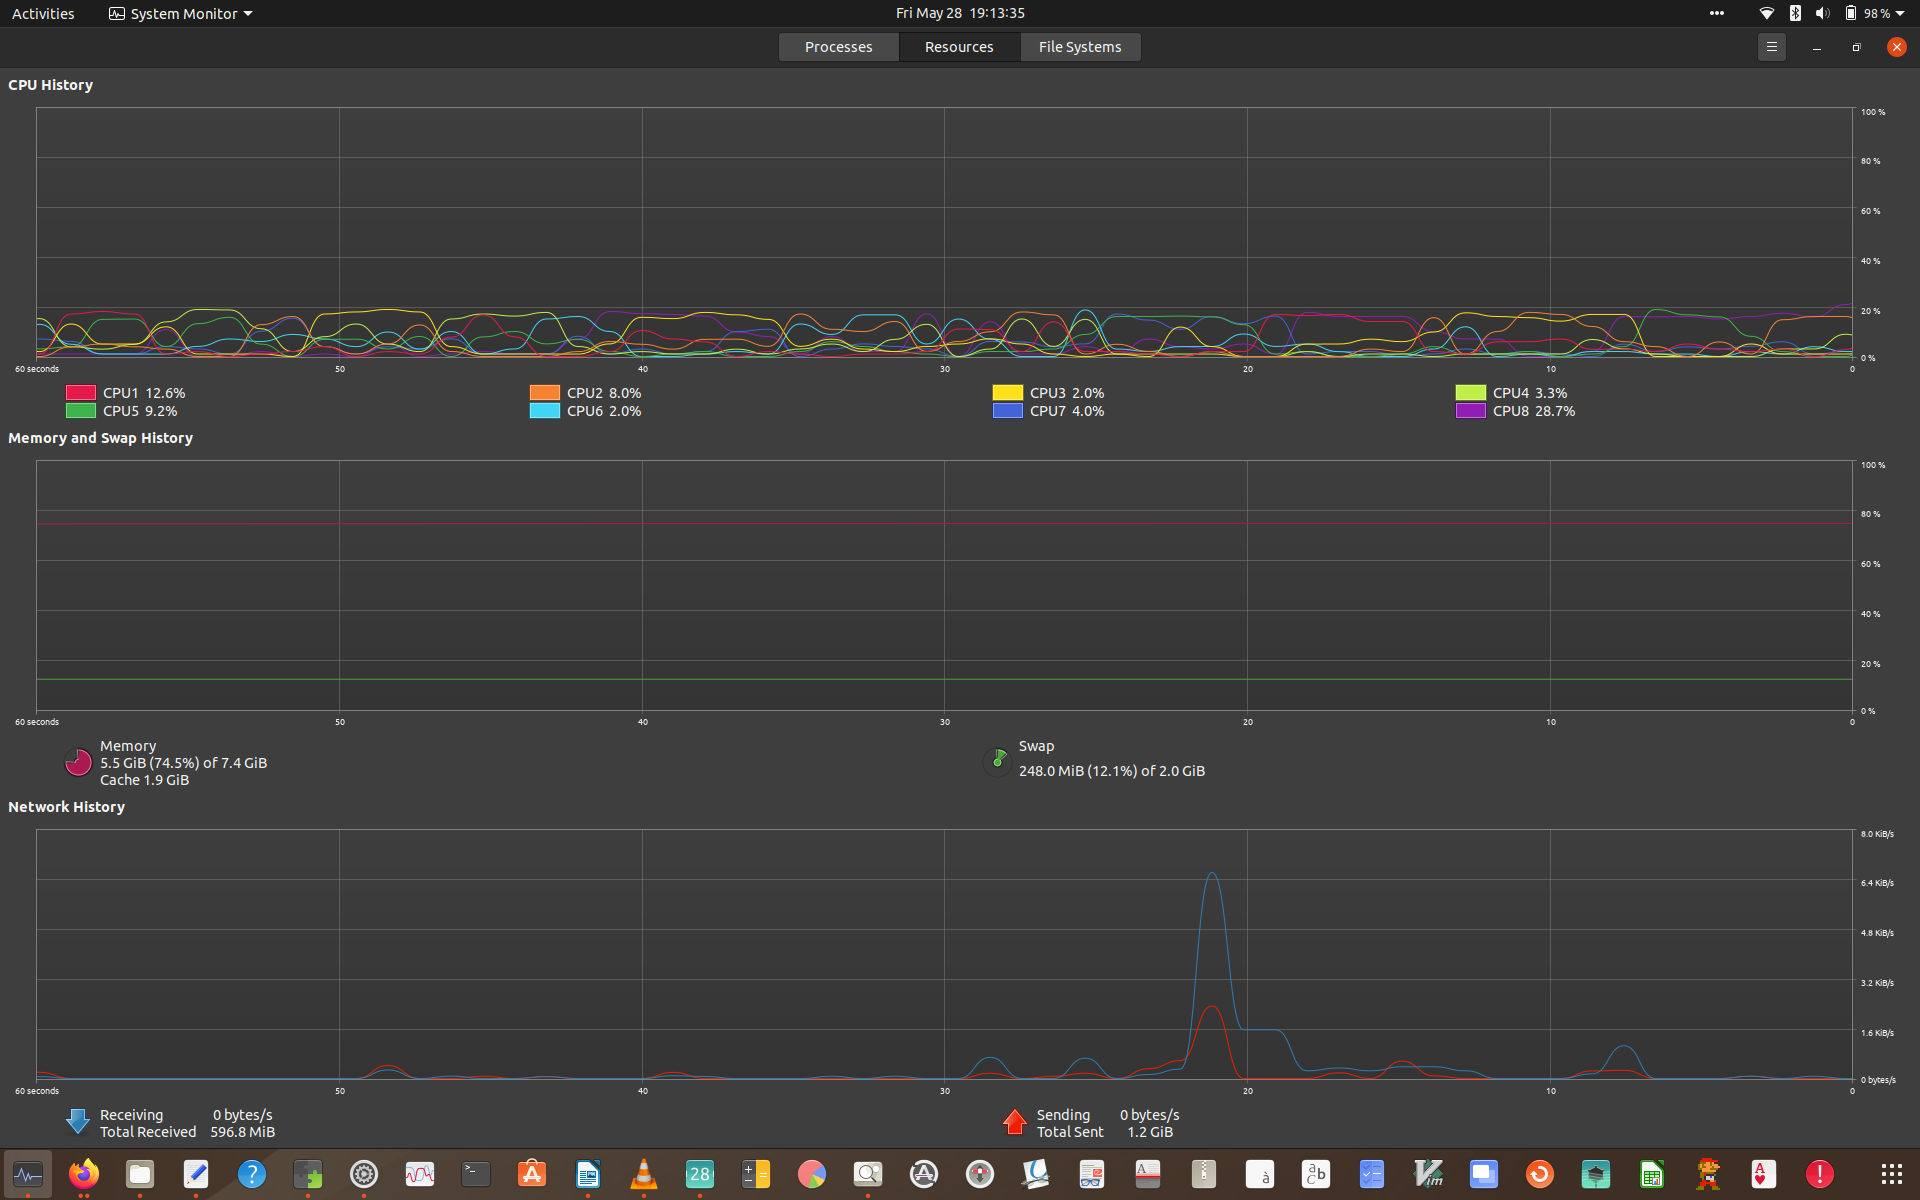 Activities
System Monitor
Fri May 28 19:13:35
98 %
Processes
Resources
File Systems
CPU History
100 %
80 %
60 %
40 %
20 %
0 %
60 seconds
50
40
30
20
10
0
CPU1 12.6%
CPU2 8.0%
CPU3 2.0%
CPU4 3.3%
CPU5 9.2%
CPU6 2.0%
CPU7 4.0%
CPU8 28.7%
Memory and Swap History
100 %
80 %
60 %
40 %
20 %
0 %
60 seconds
50
40
30
20
10
0
Memory
5.5 GiB (74.5%) of 7.4 GiB
Cache 1.9 GiB
Swap
248.0 MiB (12.1%) of 2.0 GiB
Network History
8.0 KiB/s
6.4 KiB/s
4.8 KiB/s
3.2 KiB/s
1.6 KiB/s
0 bytes/s
60 seconds
50
40
30
20
10
0
Receiving 0 bytes/s
Total Received 596.8 MiB
Sending 0 bytes/s
Total Sent 1.2 GiB
28